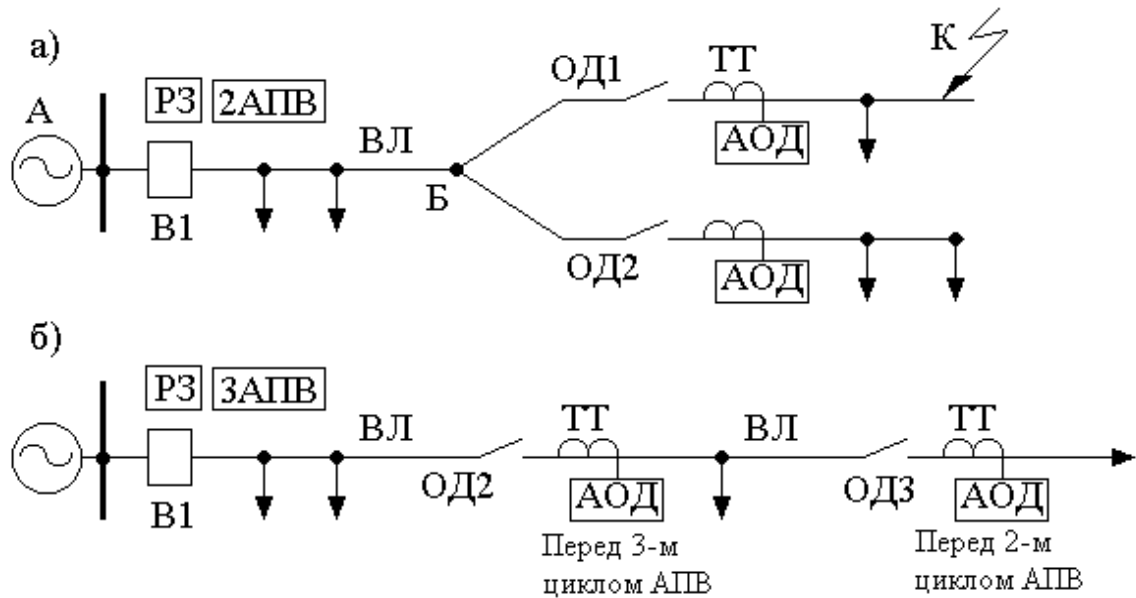 а)
К
ОД1
ТТ
А
РЗ
2АПВ
ВЛ
АОД
Б
В1
ОД2
АОД
б)
РЗ
3АПВ
ВЛ
ТТ
ВЛ
ТТ
В1
ОД2
АОД
ОД3
АОД
Перед 3-м
циклом АПВ
Перед 2-м
циклом АПВ